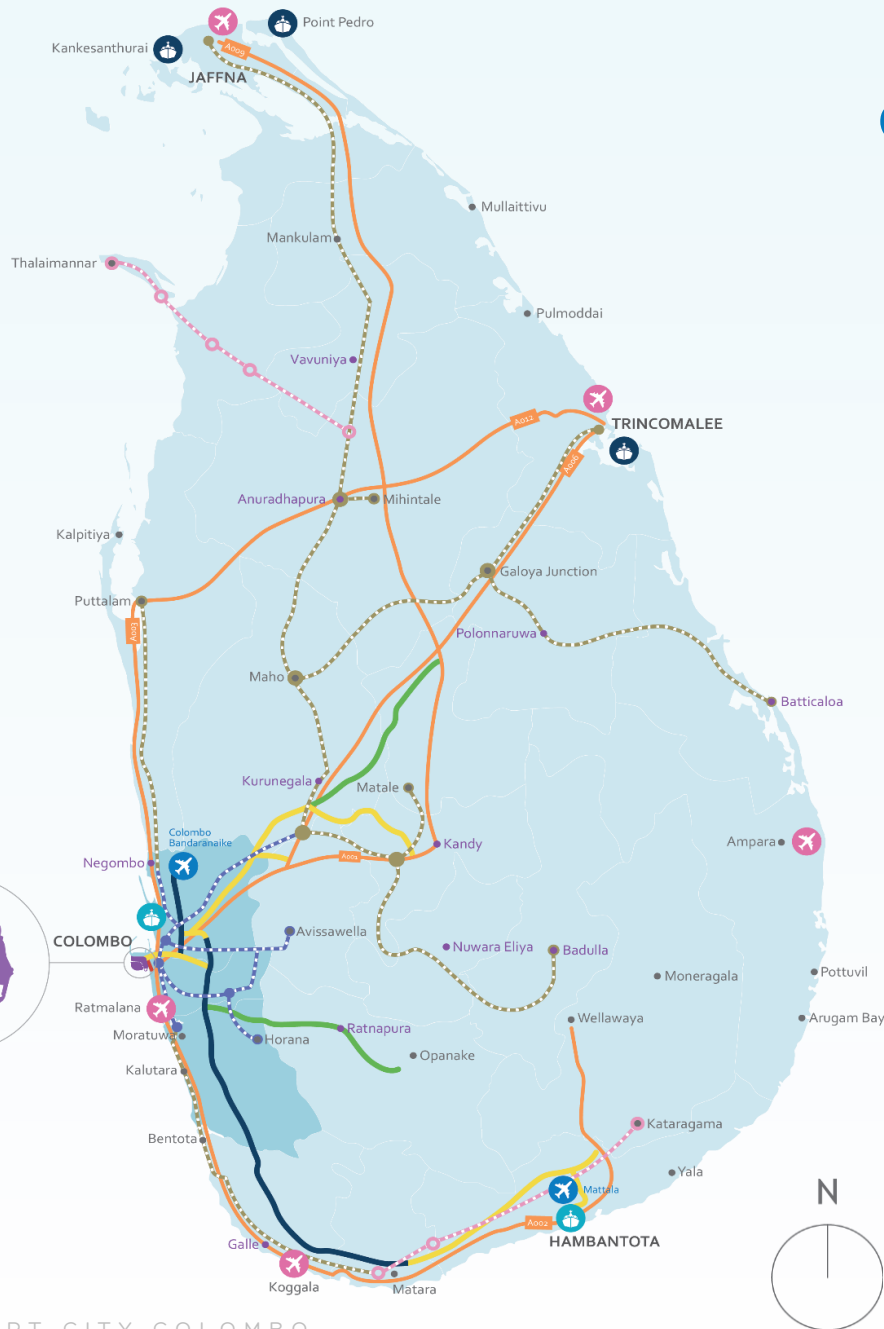 Point Pedro
Kankesanthurai
A009
JAFFNA
Mullaittivu
Mankulam
Thalaimannar
Pulmoddai
Vavuniya
A012
TRINCOMALEE
A006
Anuradhapura
Mihintale
Kalpitiya
Galoya Junction
Puttalam
A003
Polonnaruwa
Maho
Batticaloa
Kurunegala
Matale
Colombo
Bandaranaike
Ampara
Kandy
Negombo
Avissawella
COLOMBO
Nuwara Eliya
Badulla
Moneragala
Pottuvil
Ratmalana
Wellawaya
Arugam Bay
Ratnapura
Moratuwa
Horana
Opanake
Kalutara
Kataragama
Bentota
Yala
Mattala
N
A002
Galle
HAMBANTOTA
Koggala
Matara